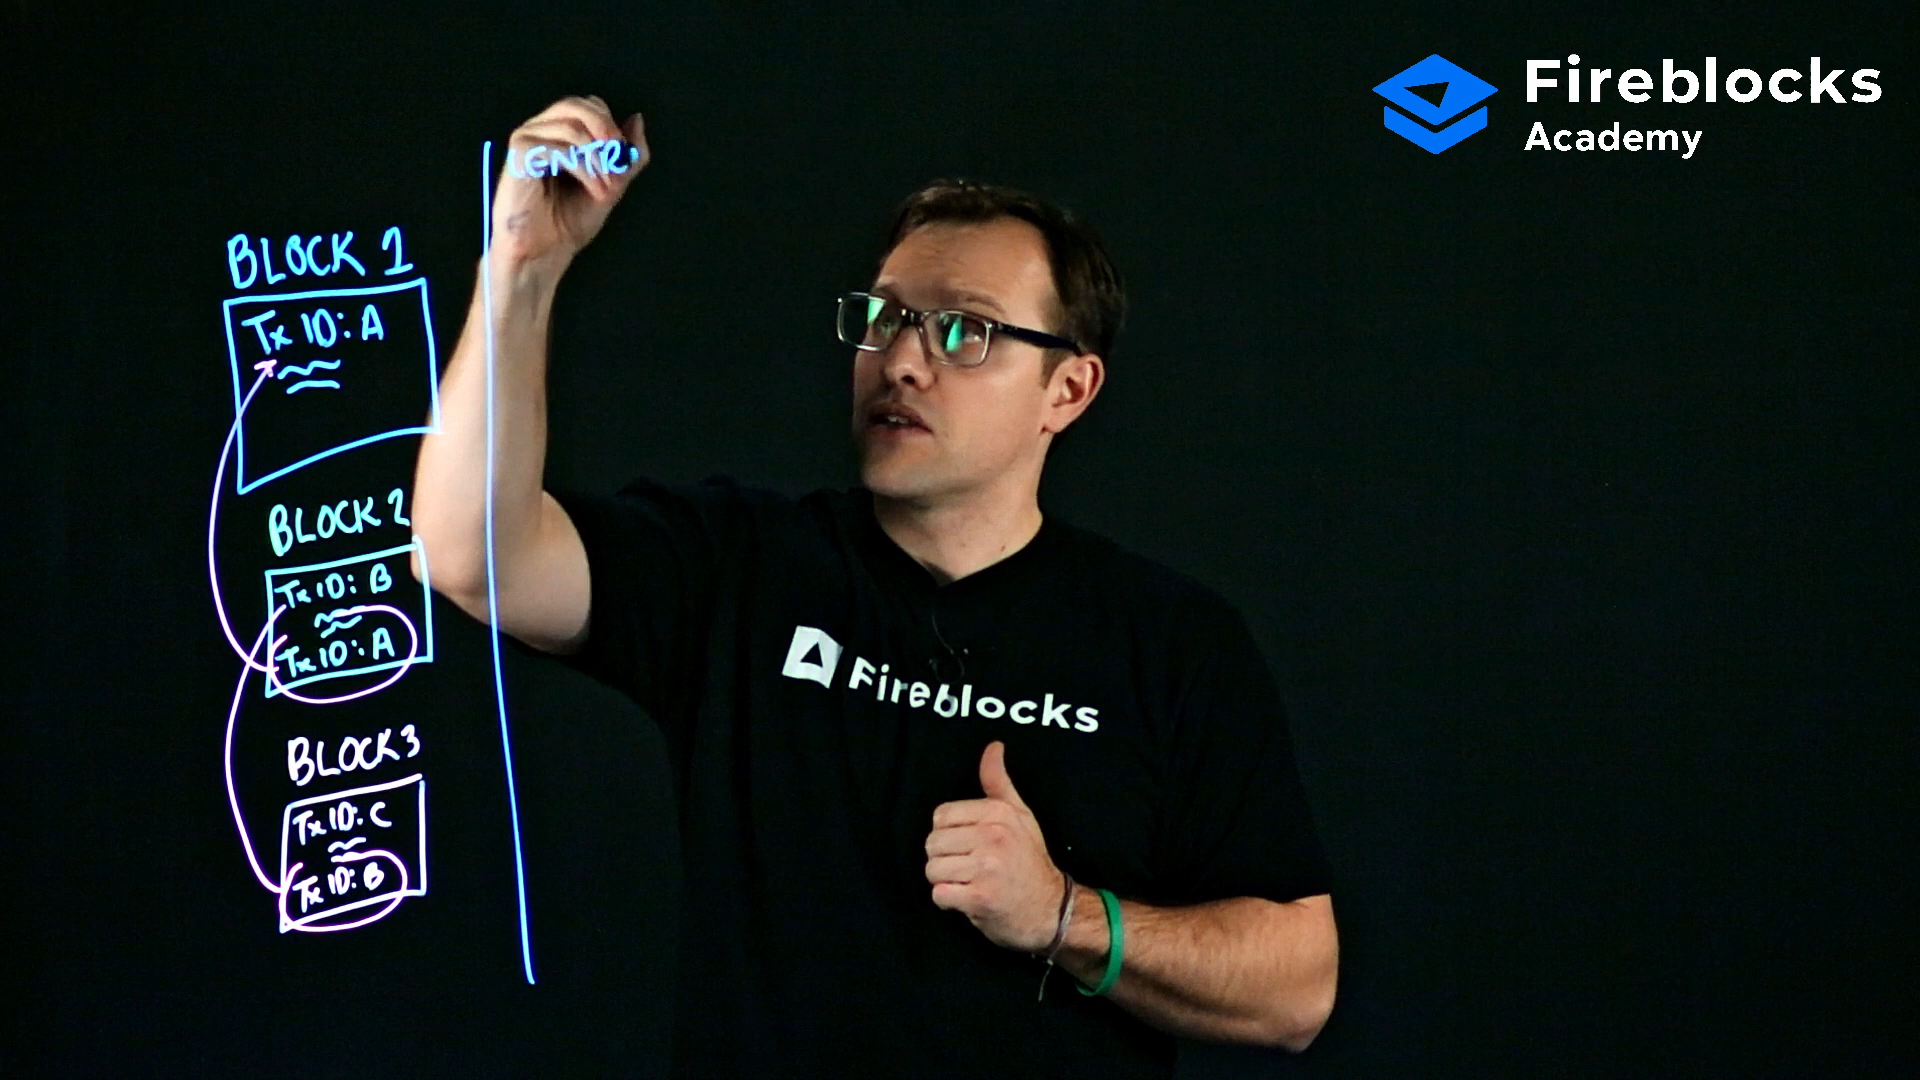 Fireblocks
Academy
CENTR
BLOCK 1
Tx ID: A
BLOCK 2
Tx ID: B
Tx ID: A
BLOCK 3
Tx ID: C
Tx ID: B
Fireblocks